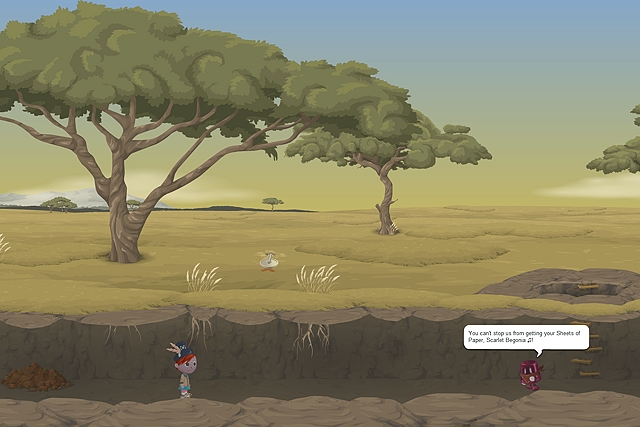 You can't stop us from getting your Sheets of
Paper, Scarlet Begonia ♫!